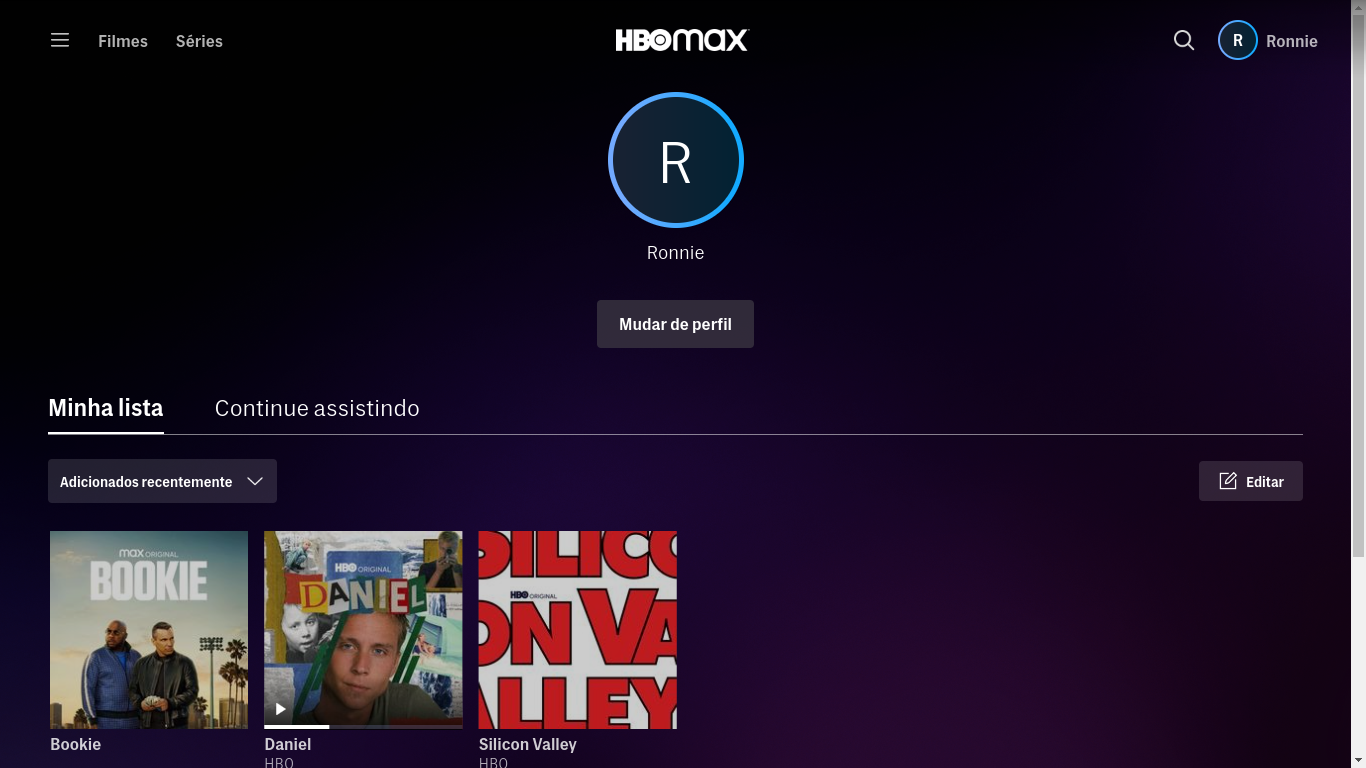 Filmes Séries HBOmax R Ronnie
R
Ronnie
Mudar de perfil
Minha lista Continue assistindo
Adicionados recentemente Editar
max ORIGINAL
BOOKIE
HBO ORIGINAL
DANIEL
SILICO
HBO ORIGINAL
ON VA
ALLEY
Bookie Daniel Silicon Valley
HBO HBO